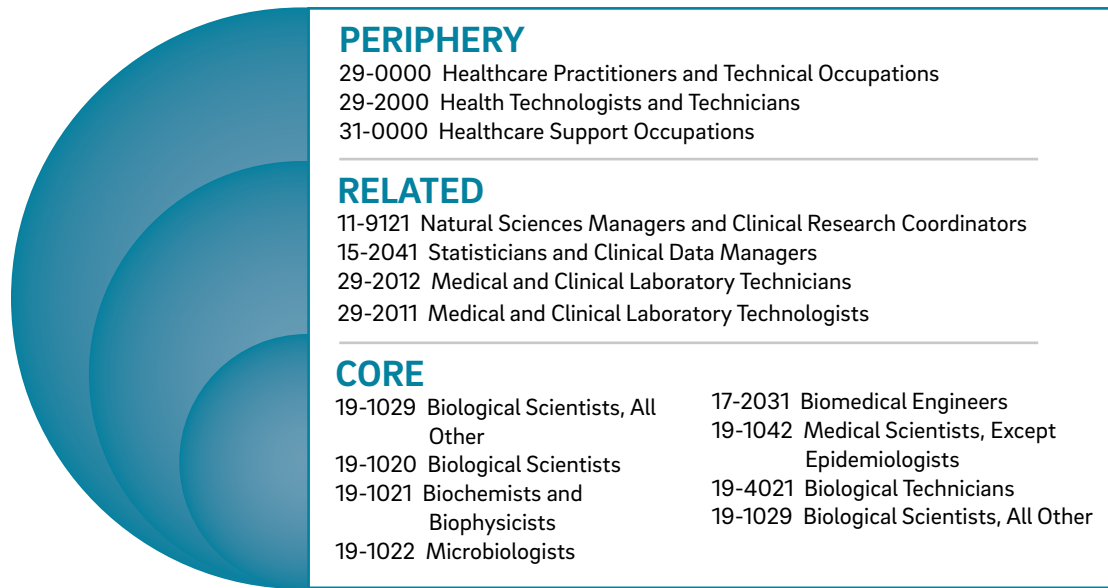 PERIPHERY
29-0000 Healthcare Practitioners and Technical Occupations
29-2000 Health Technologists and Technicians
31-0000 Healthcare Support Occupations
RELATED
11-9121 Natural Sciences Managers and Clinical Research Coordinators
15-2041 Statisticians and Clinical Data Managers
29-2012 Medical and Clinical Laboratory Technicians
29-2011 Medical and Clinical Laboratory Technologists
CORE
19-1029 Biological Scientists, All
Other
19-1020 Biological Scientists
19-1021 Biochemists and
Biophysicists
19-1022 Microbiologists
17-2031 Biomedical Engineers
19-1042 Medical Scientists, Except
Epidemiologists
19-4021 Biological Technicians
19-1029 Biological Scientists, All Other